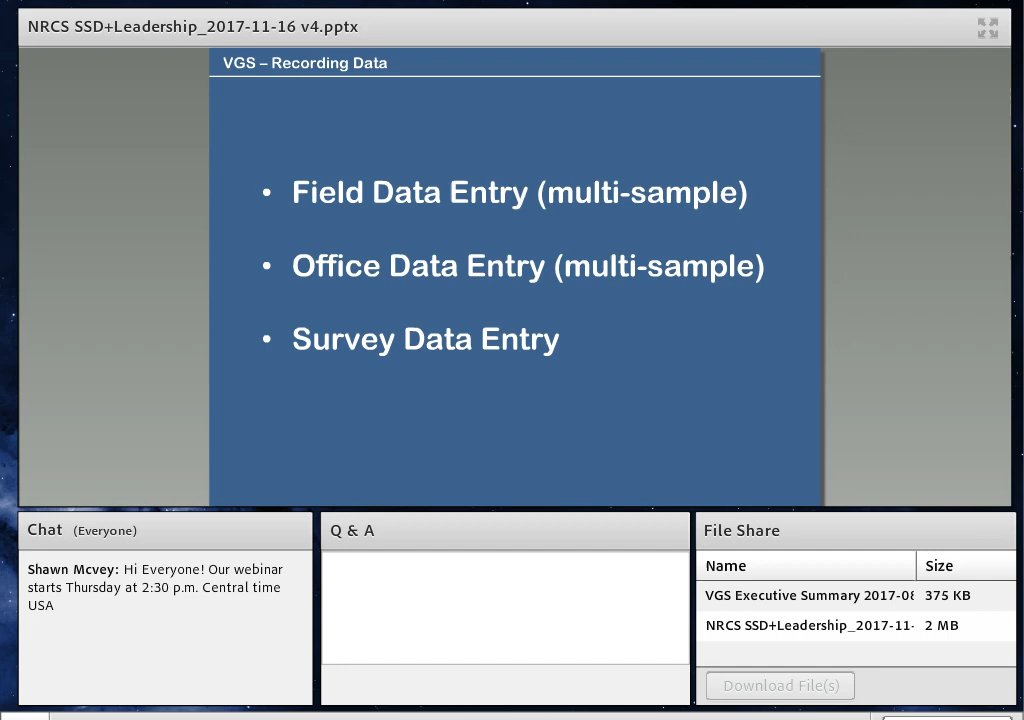 NRCS SSD+Leadership_2017-11-16 v4.pptx
VGS – Recording Data
• Field Data Entry (multi-sample)
• Office Data Entry (multi-sample)
• Survey Data Entry
Chat (Everyone)
Shawn Mcvey: Hi Everyone! Our webinar
starts Thursday at 2:30 p.m. Central time
USA
Q & A
File Share
Name Size
VGS Executive Summary 2017-08 375 KB
NRCS SSD+Leadership_2017-11- 2 MB
Download File(s)